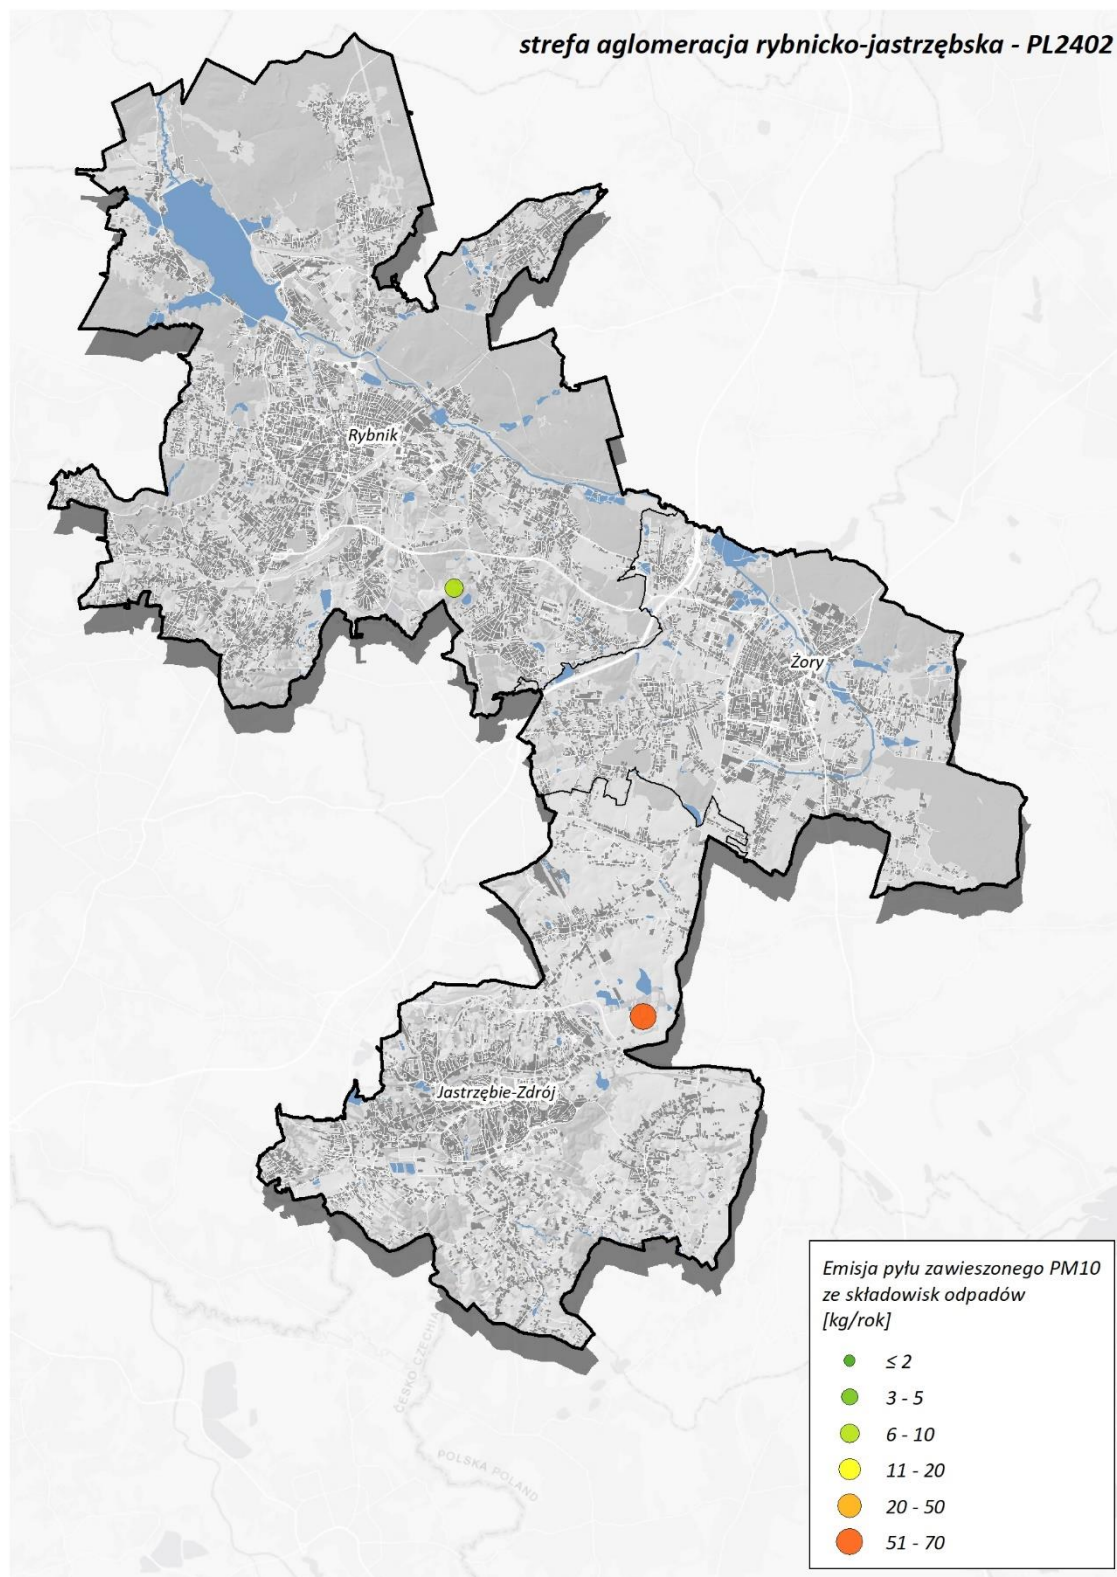 strefa aglomeracja rybnicko-jastrzębska - PL2402
Rybnik
Żory
Jastrzębie-Zdrój
ČESKO CZECHIA
POLSKA POLAND
Emisja pyłu zawieszonego PM10
ze składowisk odpadów
[kg/rok]
≤ 2
3 - 5
6 - 10
11 - 20
20 - 50
51 - 70